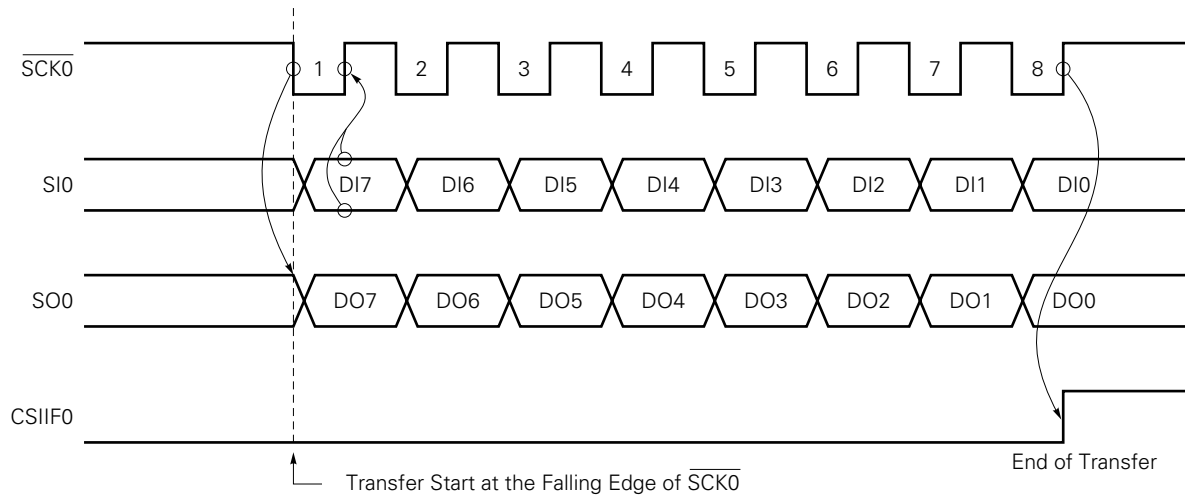 SCK0 1 2 3 4 5 6 7 8
SI0 DI7 DI6 DI5 DI4 DI3 DI2 DI1 DI0
SO0 DO7 DO6 DO5 DO4 DO3 DO2 DO1 DO0
CSIIF0
End of Transfer
Transfer Start at the Falling Edge of SCK0